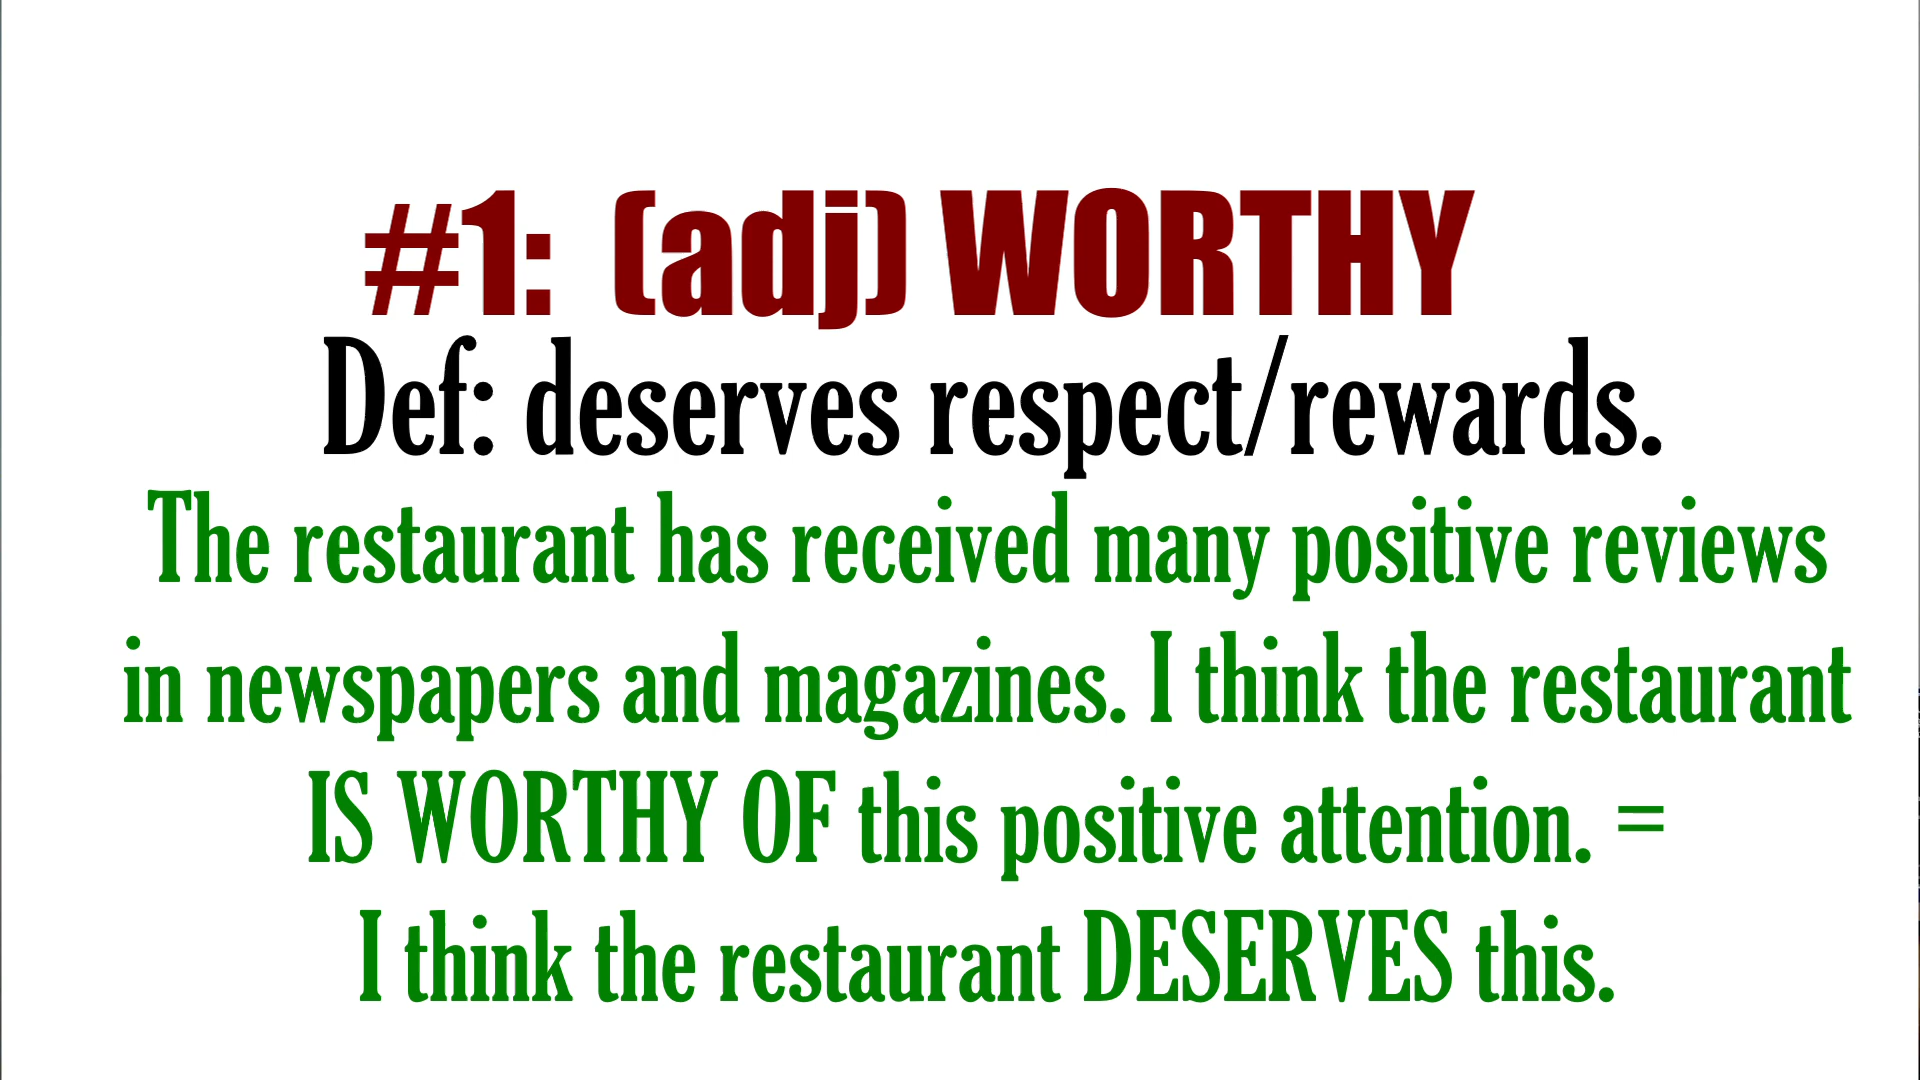 #1: (adj) WORTHY
Def: deserves respect/rewards.
The restaurant has received many positive reviews
in newspapers and magazines. I think the restaurant
IS WORTHY OF this positive attention. =
I think the restaurant DESERVES this.